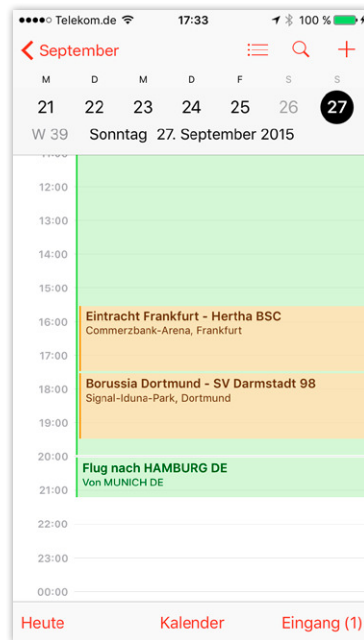 Telekom.de 17:33 100 %
September
M D M D F S S
21 22 23 24 25 26 27
W 39 Sonntag 27. September 2015
11:00
12:00
13:00
14:00
15:00
Eintracht Frankfurt - Hertha BSC
16:00
Commerzbank-Arena, Frankfurt
17:00
Borussia Dortmund - SV Darmstadt 98
18:00
Signal-Iduna-Park, Dortmund
19:00
20:00
Flug nach HAMBURG DE
Von MUNICH DE
21:00
22:00
23:00
00:00
Heute Kalender Eingang (1)